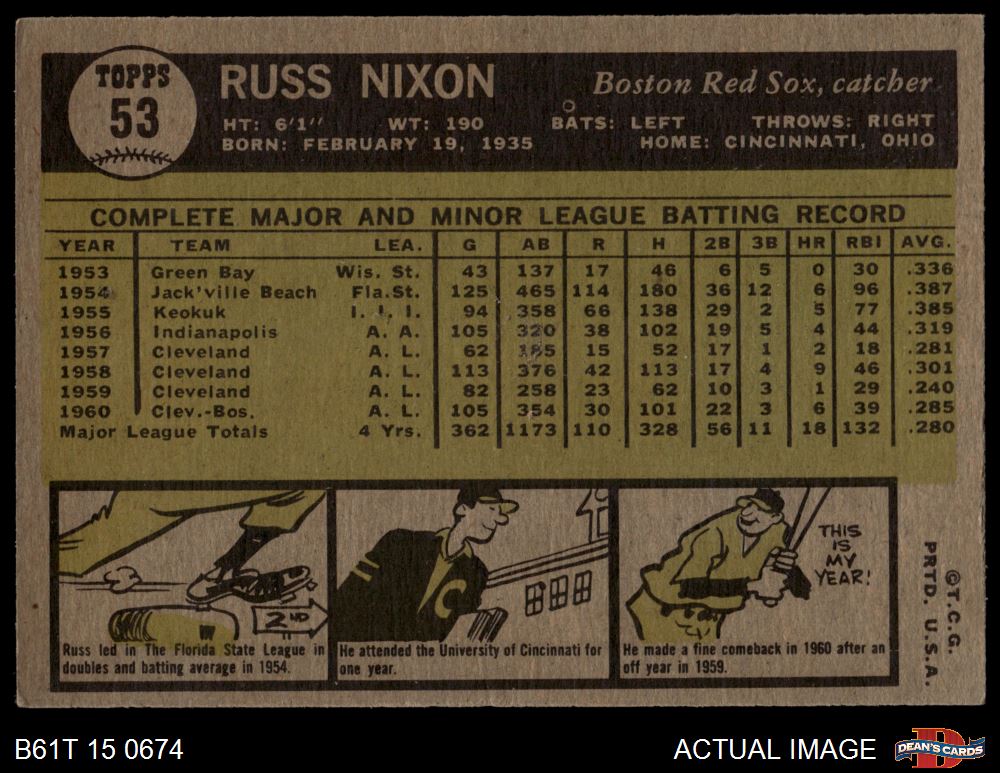 TOPPS
53
RUSS NIXON
Boston Red Sox, catcher
HT: 6'1" WT: 190 BATS: LEFT THROWS: RIGHT
BORN: FEBRUARY 19, 1935 HOME: CINCINNATI, OHIO
COMPLETE MAJOR AND MINOR LEAGUE BATTING RECORD
YEAR TEAM LEA. G AB R H 2B 3B HR RBI AVG.
1953 Green Bay Wis. St. 43 137 17 46 6 5 0 30 .336
1954 Jack'ville Beach Fla.St. 125 465 114 180 36 12 6 96 .387
1955 Keokuk I. I. I. 94 358 66 138 29 2 5 77 .385
1956 Indianapolis A. A. 105 320 38 102 19 5 4 44 .319
1957 Cleveland A. L. 62 185 15 52 17 1 2 18 .281
1958 Cleveland A. L. 113 376 42 113 17 4 9 46 .301
1959 Cleveland A. L. 82 258 23 62 10 3 1 29 .240
1960 Clev.-Bos. A. L. 105 354 30 101 22 3 6 39 .285
Major League Totals 4 Yrs. 362 1173 110 328 56 11 18 132 .280
2ND
Russ led in The Florida State League in
doubles and batting average in 1954.
C
He attended the University of Cincinnati for
one year.
THIS
IS
MY
YEAR!
He made a fine comeback in 1960 after an
off year in 1959.
©T.C.G.
PRTD. U.S.A.
B61T 15 0674
ACTUAL IMAGE
DEAN'S CARDS